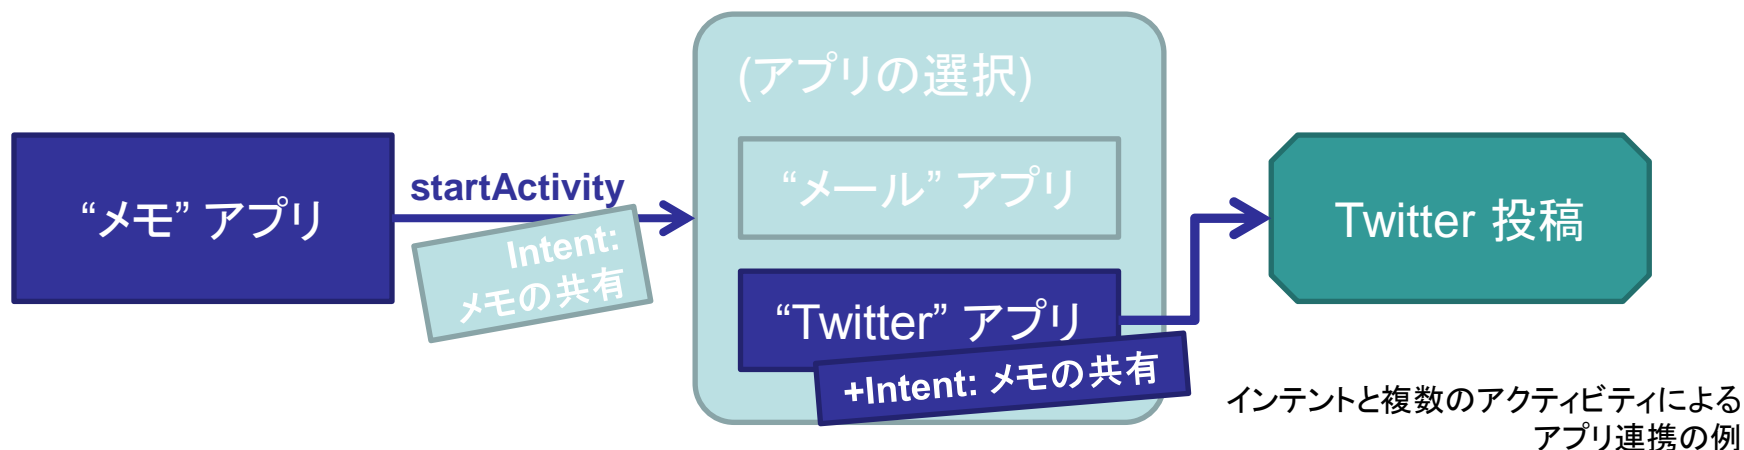 “メモ” アプリ
startActivity
Intent:
メモの共有
(アプリの選択)
“メール” アプリ
“Twitter” アプリ
+Intent: メモの共有
Twitter 投稿
インテントと複数のアクティビティによる
アプリ連携の例